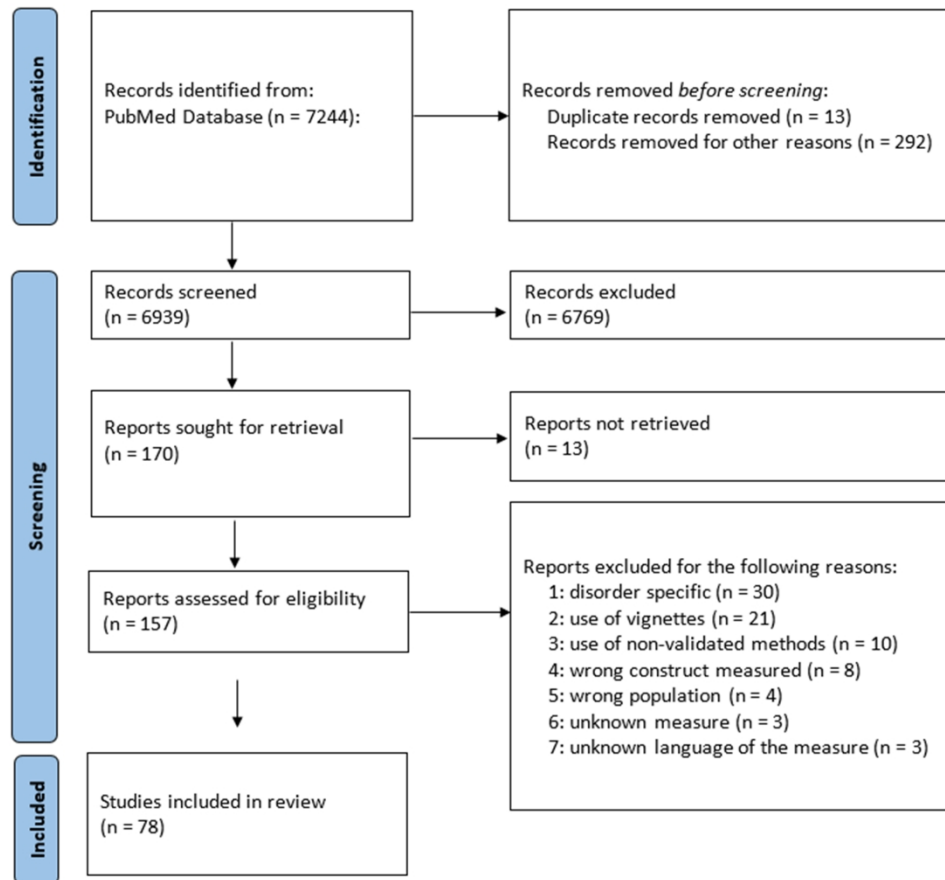 Identification
Records identified from:
PubMed Database (n = 7244):
Records removed before screening:
Duplicate records removed (n = 13)
Records removed for other reasons (n = 292)
Screening
Records screened
(n = 6939)
Records excluded
(n = 6769)
Reports sought for retrieval
(n = 170)
Reports not retrieved
(n = 13)
Reports assessed for eligibility
(n = 157)
Reports excluded for the following reasons:
1: disorder specific (n = 30)
2: use of vignettes (n = 21)
3: use of non-validated methods (n = 10)
4: wrong construct measured (n = 8)
5: wrong population (n = 4)
6: unknown measure (n = 3)
7: unknown language of the measure (n = 3)
Included
Studies included in review
(n = 78)